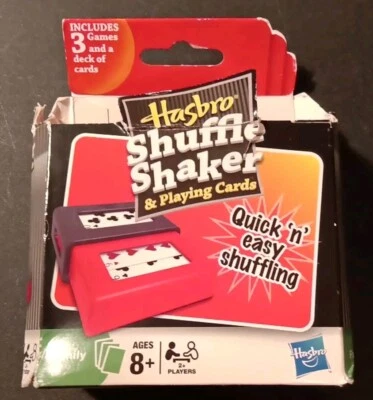 INCLUDES
3 Games
and a
deck of
cards
Hasbro
Shuffle
Shaker
& Playing Cards
Quick 'n'
easy
shuffling
AGES
8+
2+
PLAYERS
Hasbro